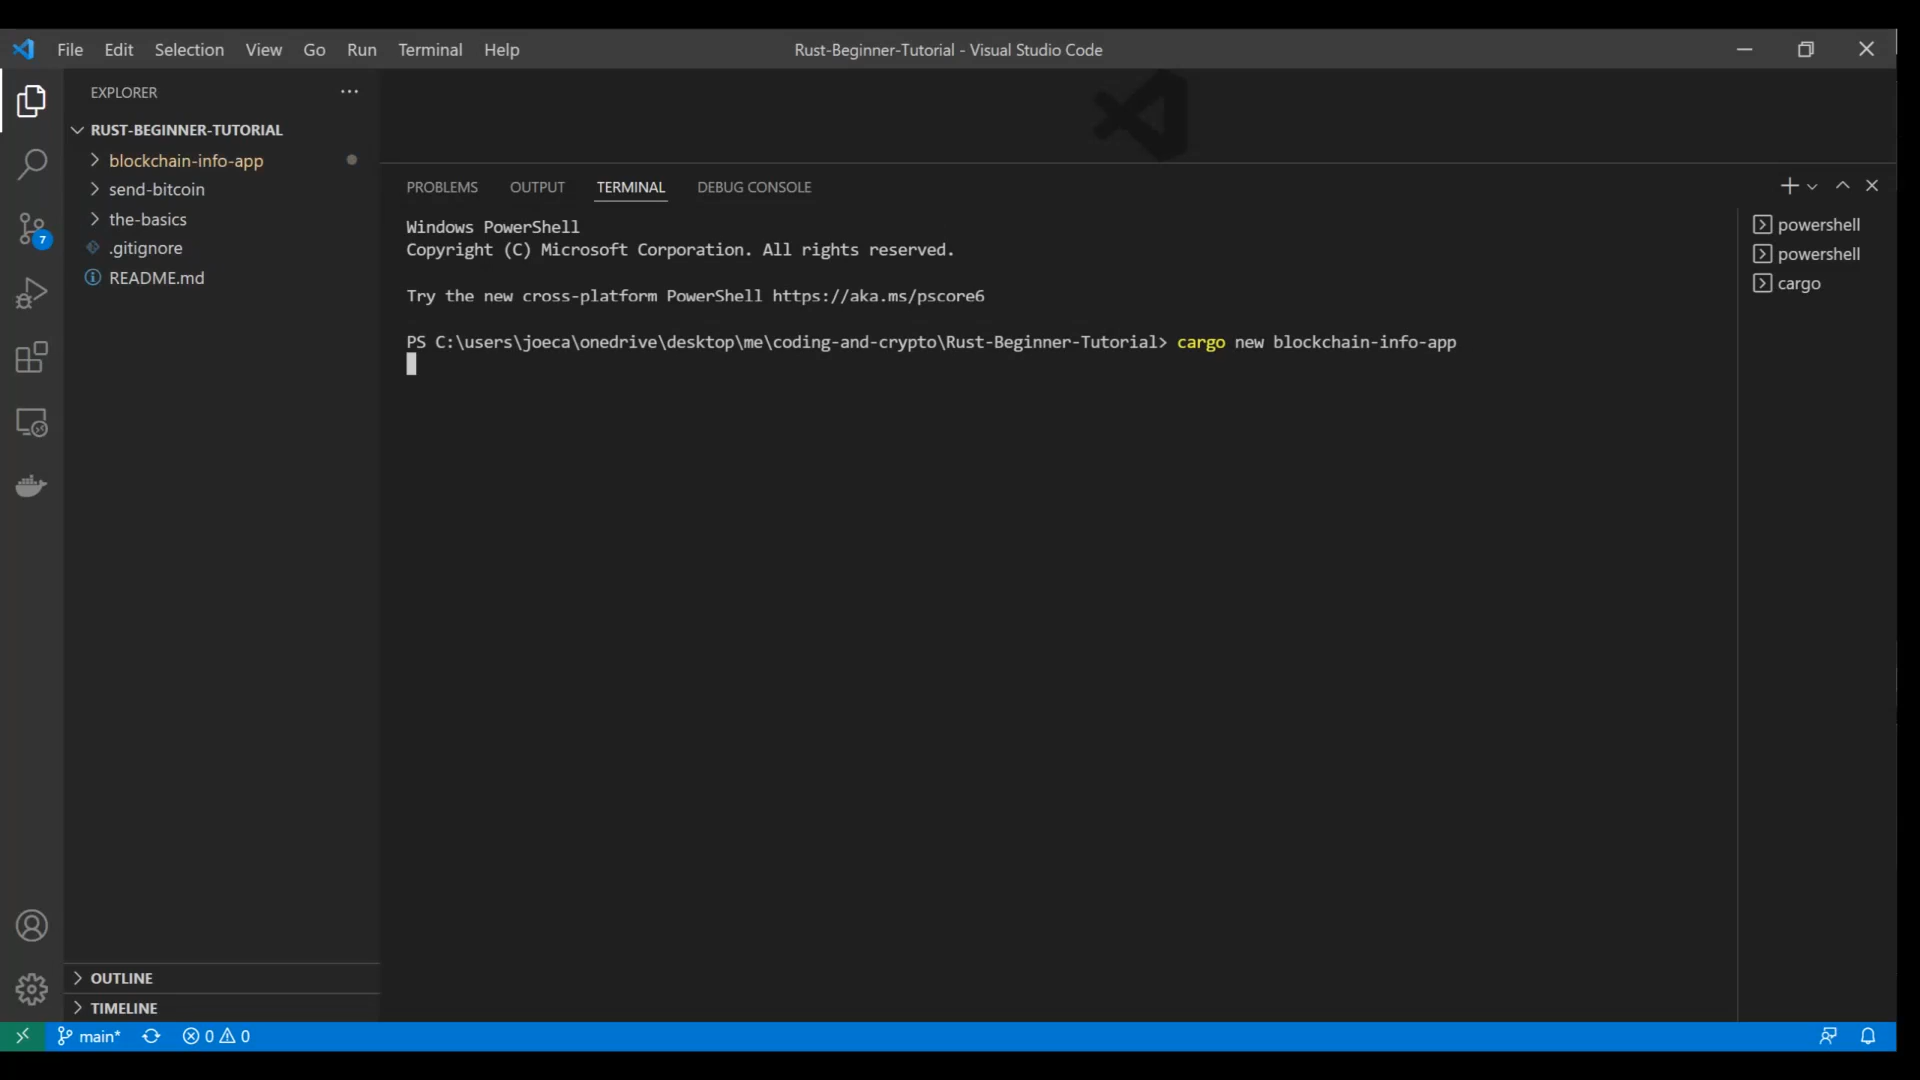 File Edit Selection View Go Run Terminal Help
Rust-Beginner-Tutorial - Visual Studio Code
EXPLORER
RUST-BEGINNER-TUTORIAL
blockchain-info-app
send-bitcoin
the-basics
.gitignore
README.md
7
PROBLEMS OUTPUT TERMINAL DEBUG CONSOLE
Windows PowerShell
Copyright (C) Microsoft Corporation. All rights reserved.
Try the new cross-platform PowerShell https://aka.ms/pscore6
PS C:\users\joeca\onedrive\desktop\me\coding-and-crypto\Rust-Beginner-Tutorial> cargo new blockchain-info-app
powershell
powershell
cargo
OUTLINE
TIMELINE
main* 0 0